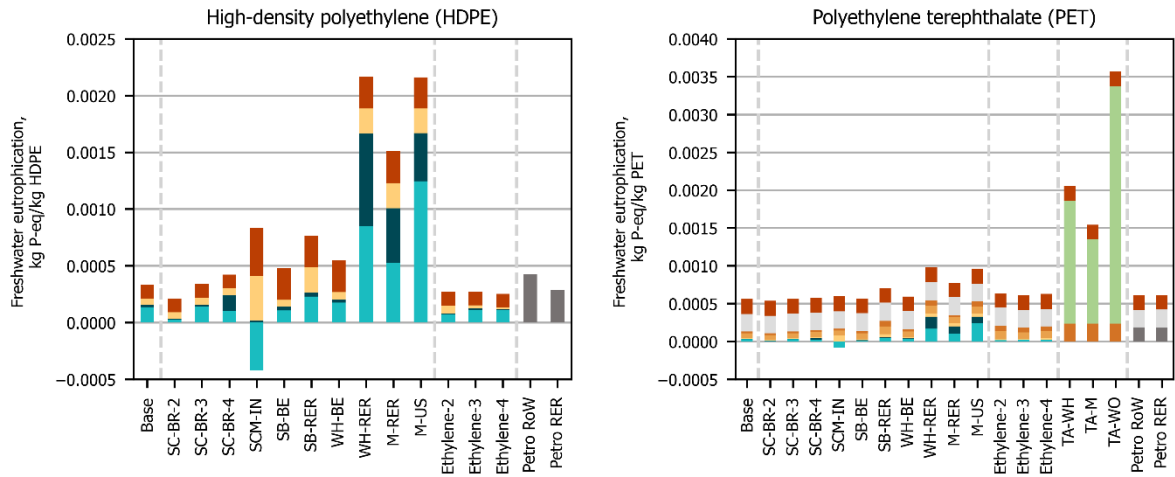 High-density polyethylene (HDPE)
Freshwater eutrophication,
kg P-eq/kg HDPE
0.0025
0.0020
0.0015
0.0010
0.0005
0.0000
−0.0005
Base
SC-BR-2
SC-BR-3
SC-BR-4
SCM-IN
SB-BE
SB-RER
WH-BE
WH-RER
M-RER
M-US
Ethylene-2
Ethylene-3
Ethylene-4
Petro RoW
Petro RER
Polyethylene terephthalate (PET)
Freshwater eutrophication,
kg P-eq/kg PET
0.0040
0.0035
0.0030
0.0025
0.0020
0.0015
0.0010
0.0005
0.0000
−0.0005
Base
SC-BR-2
SC-BR-3
SC-BR-4
SCM-IN
SB-BE
SB-RER
WH-BE
WH-RER
M-RER
M-US
Ethylene-2
Ethylene-3
Ethylene-4
TA-WH
TA-M
TA-WO
Petro RoW
Petro RER